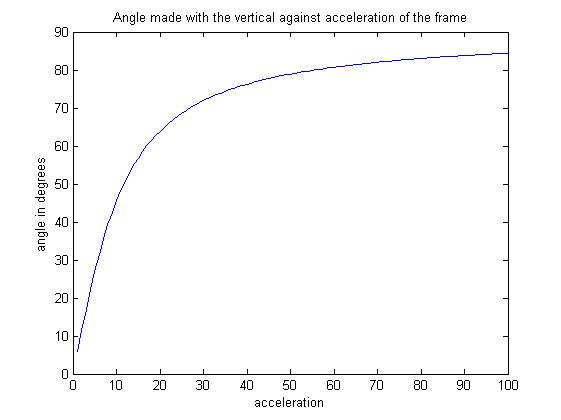 Angle made with the vertical against acceleration of the frame
90
80
70
60
50
40
30
20
10
0
angle in degrees
0 10 20 30 40 50 60 70 80 90 100
acceleration